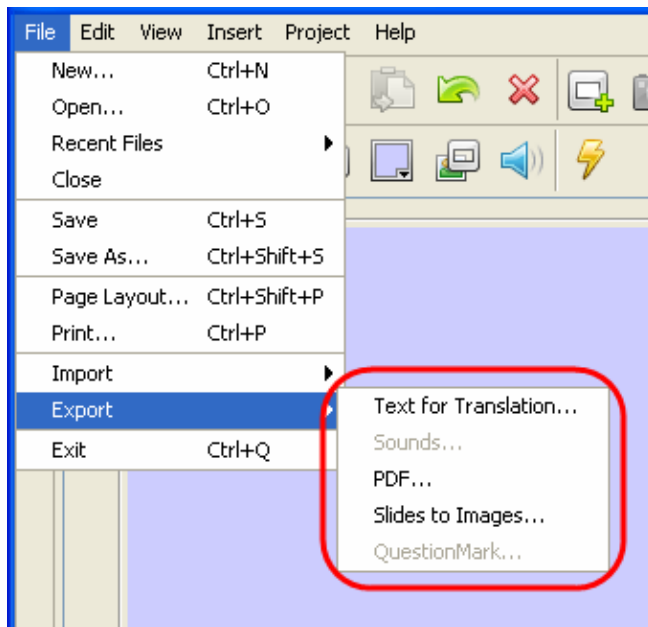 File Edit View Insert Project Help
New... Ctrl+N
Open... Ctrl+O
Recent Files
Close
Save Ctrl+S
Save As... Ctrl+Shift+S
Page Layout... Ctrl+Shift+P
Print... Ctrl+P
Import
Export
Exit Ctrl+Q
Text for Translation...
Sounds...
PDF...
Slides to Images...
QuestionMark...